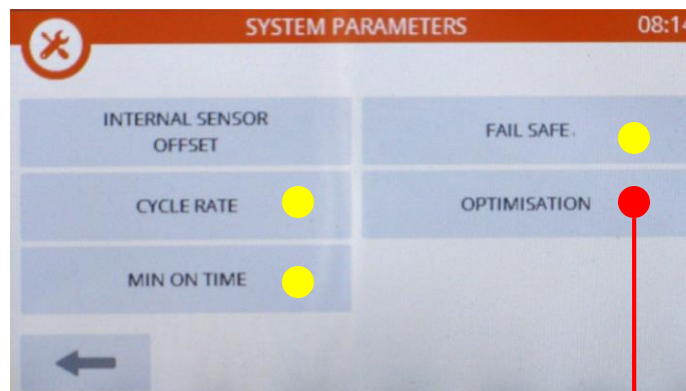 SYSTEM PARAMETERS 08:14
INTERNAL SENSOR
OFFSET
FAIL SAFE
CYCLE RATE
OPTIMISATION
MIN ON TIME